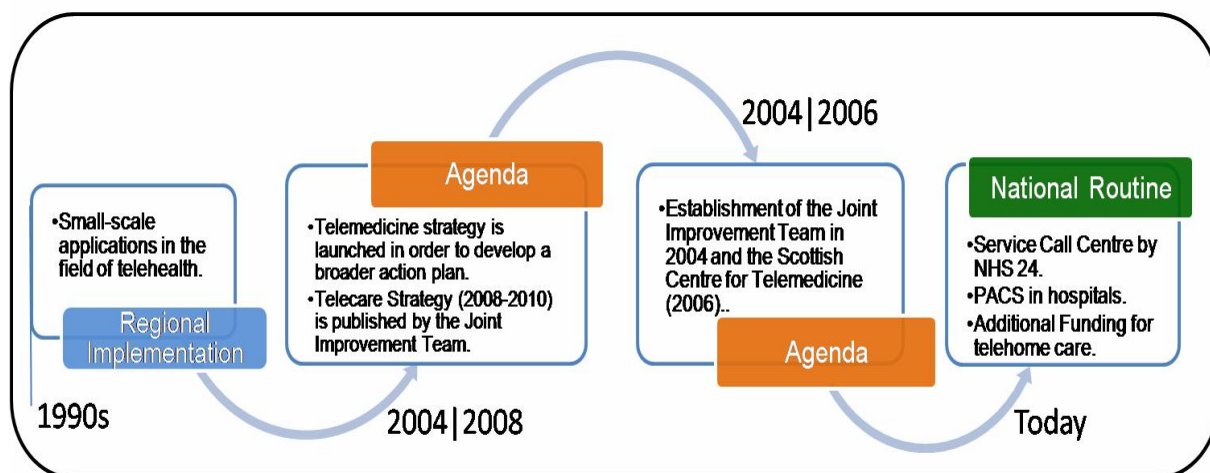 1990s
•Small-scale
applications in the
field of telehealth.
Regional
Implementation
2004|2008
Agenda
•Telemedicine strategy is
launched in order to develop a
broader action plan.
•Telecare Strategy (2008-2010)
is published by the Joint
Improvement Team.
2004|2006
•Establishment of the Joint
Improvement Team in
2004 and the Scottish
Centre for Telemedicine
(2006)..
Agenda
National Routine
•Service Call Centre by
NHS 24.
•PACS in hospitals.
•Additional Funding for
telehome care.
Today